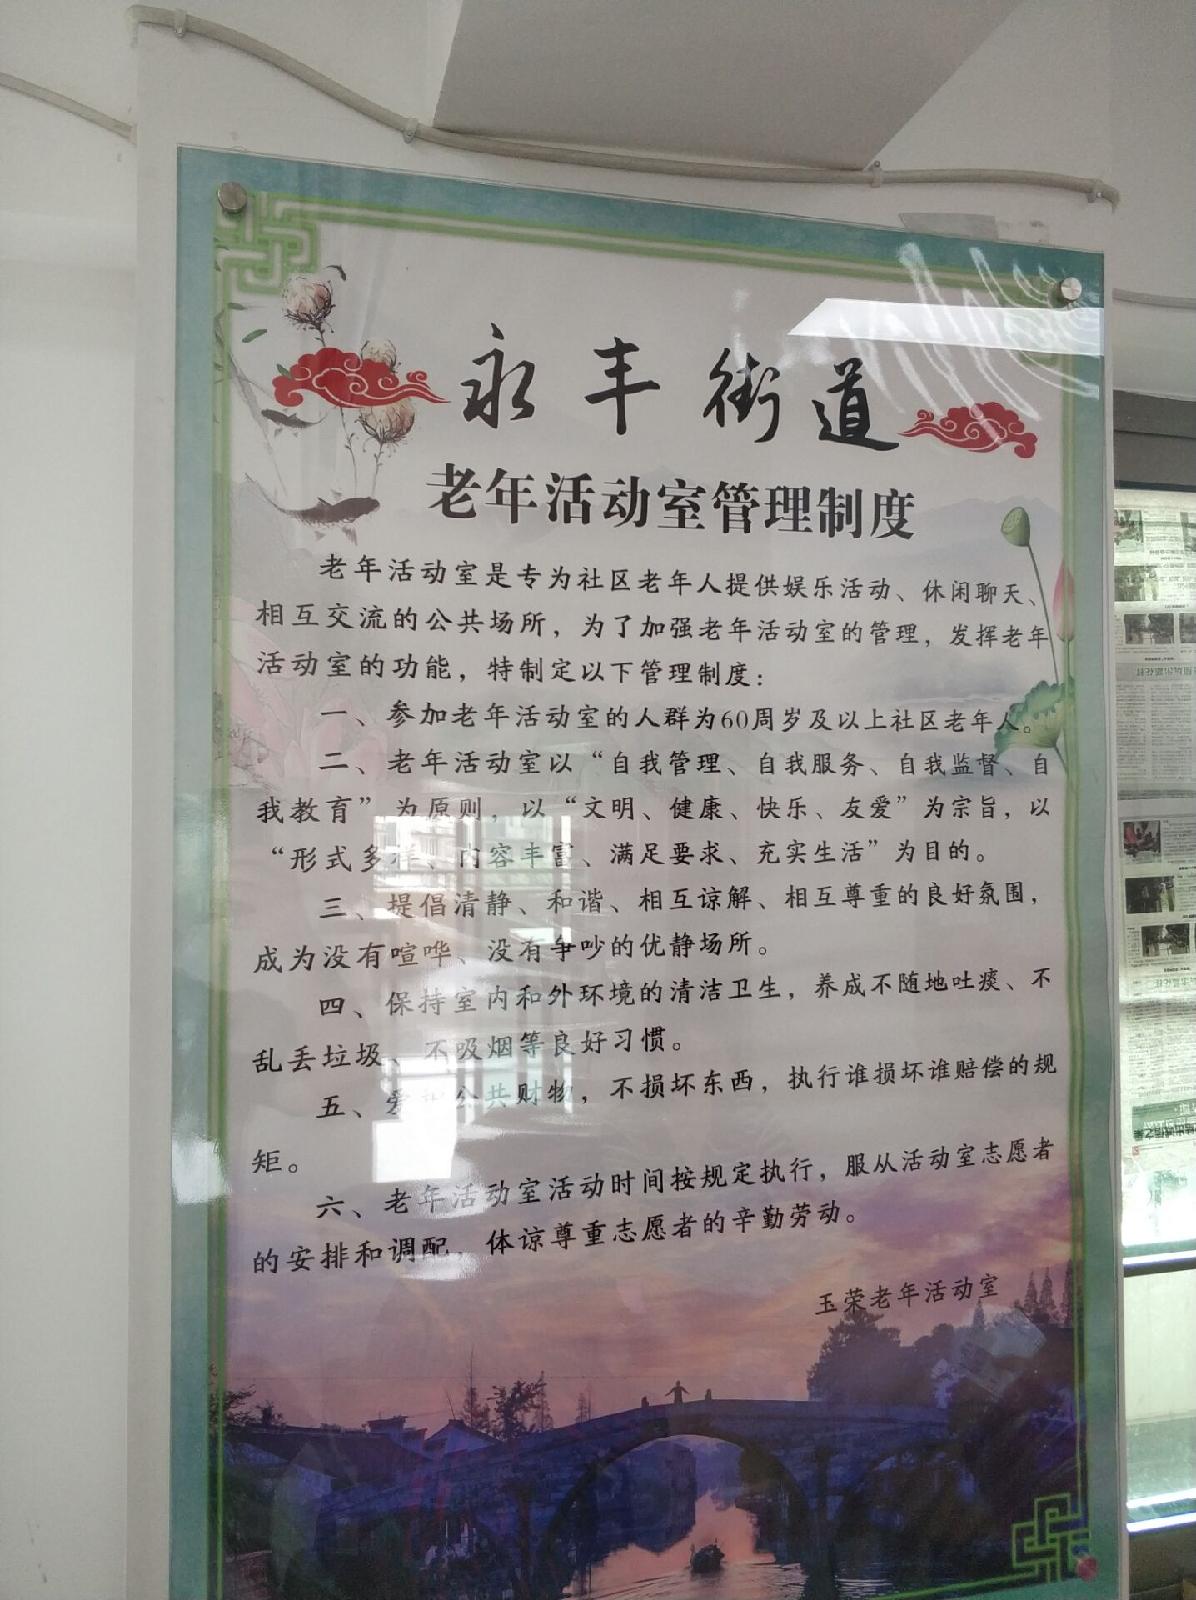 永丰街道
老年活动室管理制度
老年活动室是专为社区老年人提供娱乐活动、休闲聊天、
相互交流的公共场所，为了加强老年活动室的管理，发挥老年
活动室的功能，特制定以下管理制度：
一、参加老年活动室的人群为60周岁及以上社区老年人。
二、老年活动室以“自我管理、自我服务、自我监督、自
我教育”为原则，以“文明、健康、快乐、友爱”为宗旨，以
“形式多样、内容丰富、满足要求、充实生活”为目的。
三、提倡清静、和谐、相互谅解、相互尊重的良好氛围，
成为没有喧哗、没有争吵的优静场所。
四、保持室内和外环境的清洁卫生，养成不随地吐痰、不
乱丢垃圾、不吸烟等良好习惯。
五、爱护公共财物，不损坏东西，执行谁损坏谁赔偿的规
矩。
六、老年活动室活动时间按规定执行，服从活动室志愿者
的安排和调配，体谅尊重志愿者的辛勤劳动。
玉荣老年活动室